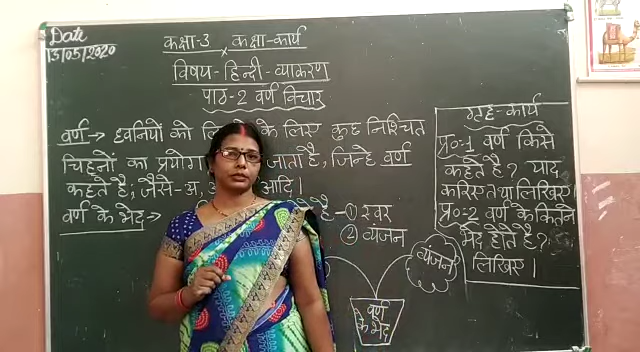 Date
13/05/2020
कक्षा-3 कक्षा-कार्य
विषय-हिन्दी-व्याकरण
पाठ-2 वर्ण विचार
वर्ण → ध्वनियों को के लिए कुछ निश्चित
चिह्नों का प्रयोग जाता है, जिन्हे वर्ण
कहते है; जैसे-अ, आदि।
वर्ण के भेद → है-① स्वर
② व्यंजन
व्यंजन
वर्ण
के भेद
गृह-कार्य
प्र०-1 वर्ण किसे
कहते है? याद
करिए तथा लिखिए।
प्र०-2 वर्ण के कितने
भेद होते है?
लिखिए।